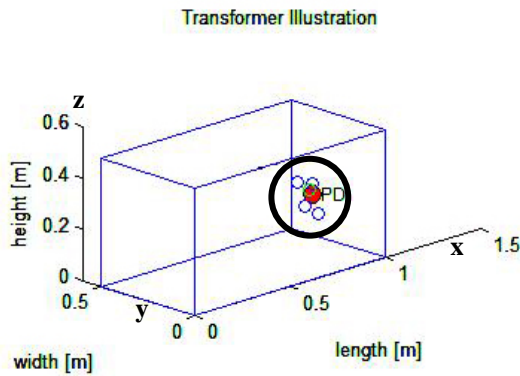 Transformer Illustration
z
0.6
0.4
0.2
0
height [m]
PD
x
1.5
1
0.5
0
0.5
y
0
width [m]
length [m]